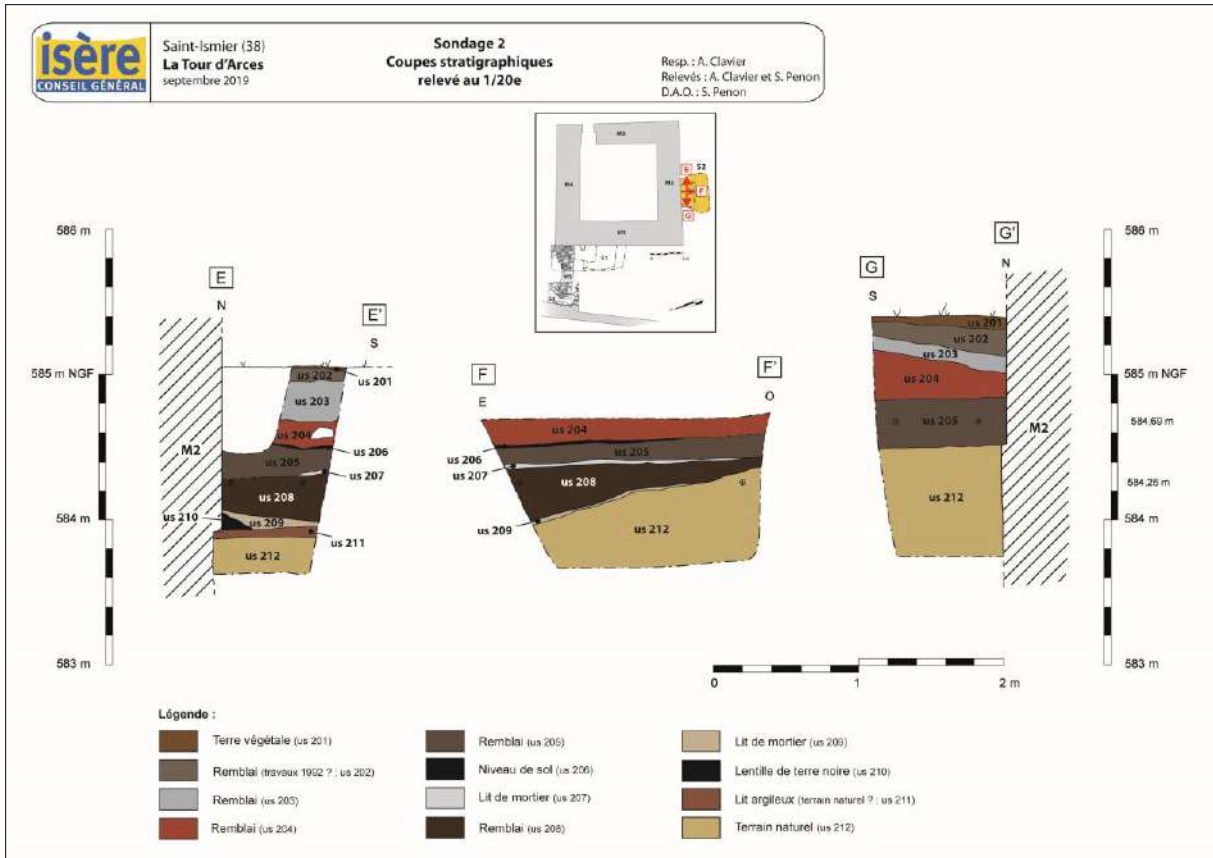 isère
CONSEIL GÉNÉRAL
Saint-Ismier (38)
La Tour d'Arces
septembre 2019
Sondage 2
Coupes stratigraphiques
relevé au 1/20e
Resp. : A. Clavier
Relevés : A. Clavier et S. Penon
D.A.O. : S. Penon
S2
E
F
G
586 m
585 m NGF
584 m
583 m
E
N
E'
S
M2
us 202
us 201
us 203
us 204
us 206
us 205
us 207
us 208
us 210
us 209
us 211
us 212
F
E
F'
O
us 204
us 206
us 205
us 207
us 208
us 209
us 212
G
S
G'
N
us 201
us 202
us 203
us 204
us 205
us 212
M2
586 m
585 m NGF
584,69 m
584,26 m
584 m
583 m
0 1 2 m
Légende :
Terre végétale (us 201)
Remblai (travaux 1992 ? ; us 202)
Remblai (us 203)
Remblai (us 204)
Remblai (us 205)
Niveau de sol (us 206)
Lit de mortier (us 207)
Remblai (us 208)
Lit de mortier (us 209)
Lentille de terre noire (us 210)
Lit argileux (terrain naturel ? ; us 211)
Terrain naturel (us 212)